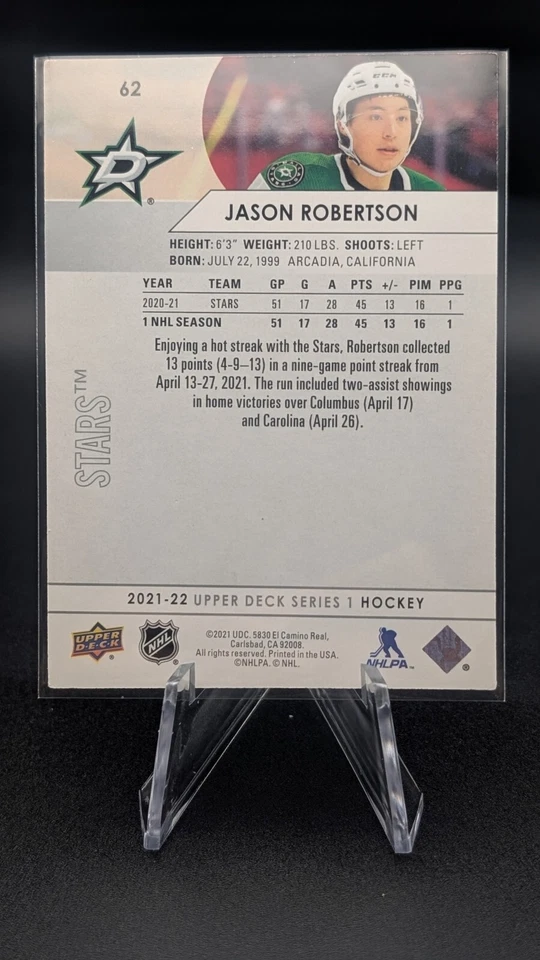 62
D
®
CCM
JASON ROBERTSON
HEIGHT: 6'3" WEIGHT: 210 LBS. SHOOTS: LEFT
BORN: JULY 22, 1999 ARCADIA, CALIFORNIA
YEAR TEAM GP G A PTS +/- PIM PPG
2020-21 STARS 51 17 28 45 13 16 1
1 NHL SEASON 51 17 28 45 13 16 1
Enjoying a hot streak with the Stars, Robertson collected
13 points (4-9–13) in a nine-game point streak from
April 13-27, 2021. The run included two-assist showings
in home victories over Columbus (April 17)
and Carolina (April 26).
STARS™
2021-22 UPPER DECK SERIES 1 HOCKEY
UPPER
D·E·C·K
NHL
®
©2021 UDC. 5830 El Camino Real,
Carlsbad, CA 92008.
All rights reserved. Printed in the USA.
©NHLPA. © NHL.
NHLPA™
®